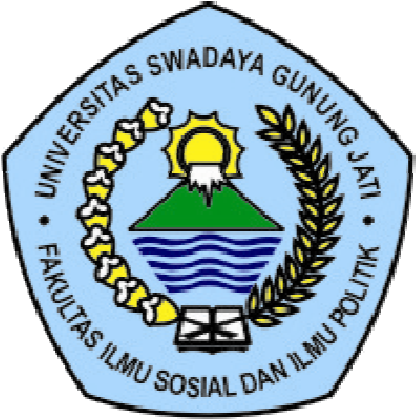 UNIVERSITAS SWADAYA GUNUNG JATI
FAKULTAS ILMU SOSIAL DAN ILMU POLITIK